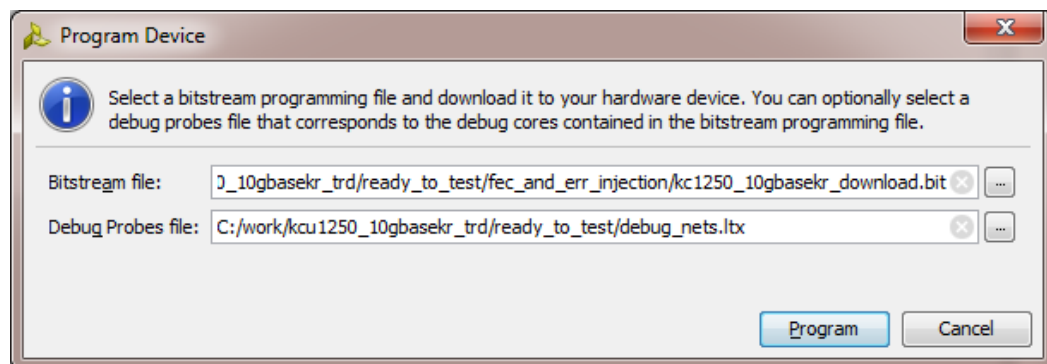 Program Device
Select a bitstream programming file and download it to your hardware device. You can optionally select a
debug probes file that corresponds to the debug cores contained in the bitstream programming file.
Bitstream file: 0_10gbasekr_trd/ready_to_test/fec_and_err_injection/kc1250_10gbasekr_download.bit ...
Debug Probes file: C:/work/kcu1250_10gbasekr_trd/ready_to_test/debug_nets.ltx ...
Program Cancel